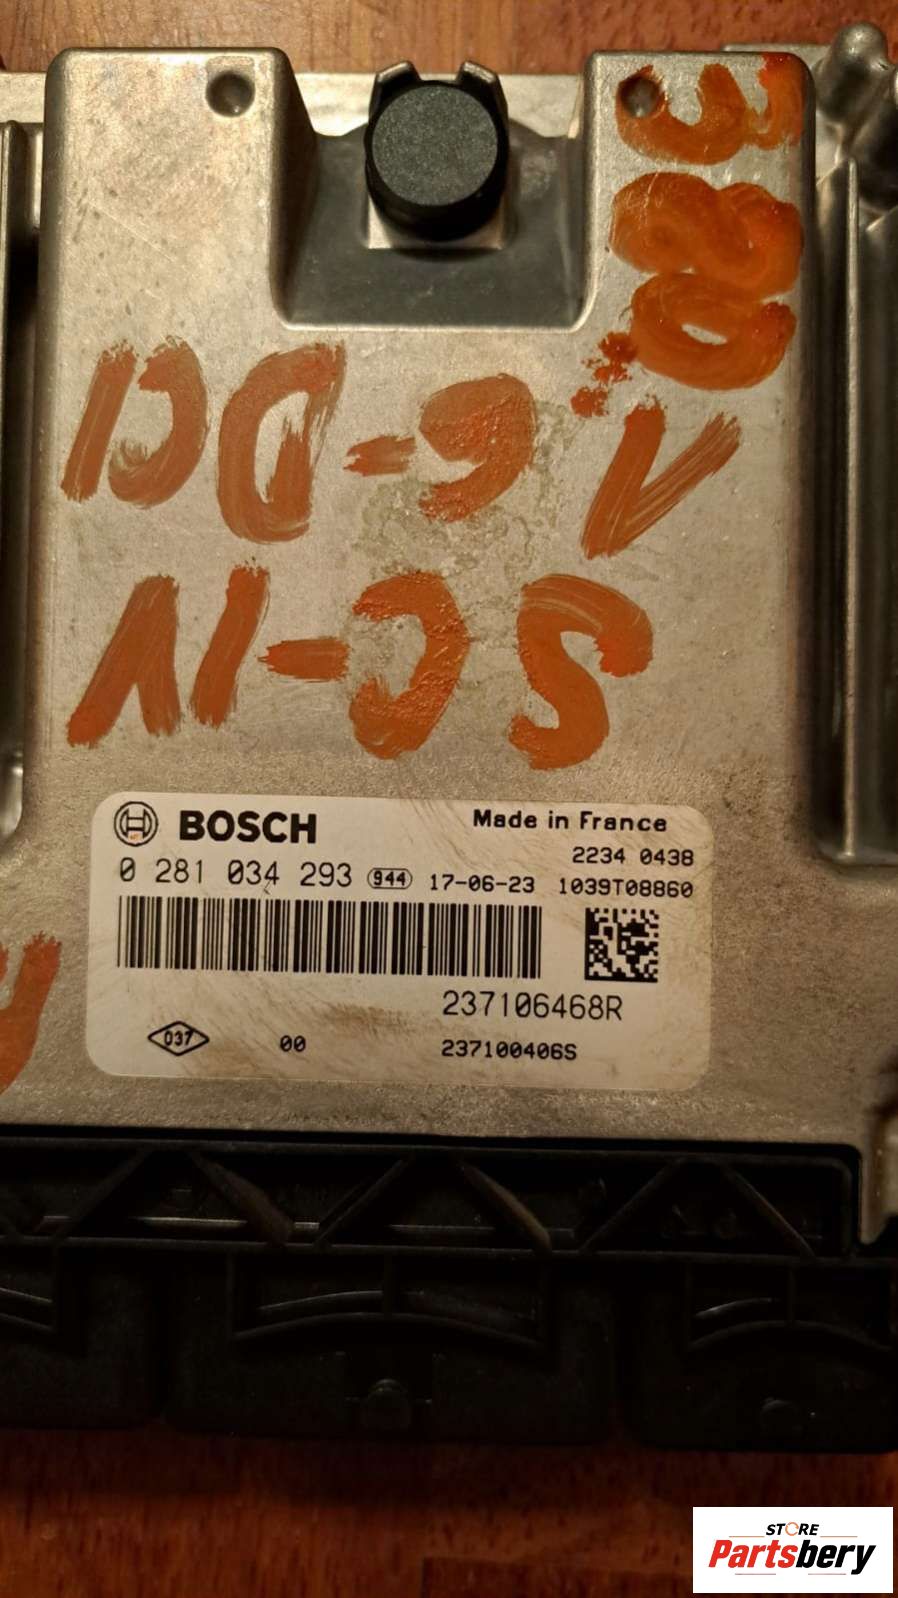 SC-IV
1 6-DCI
380
BOSCH
Made in France
2234 0438
0 281 034 293 944 17-06-23 1039T08860
237106468R
037 00 237100406S
STORE
Partsbery